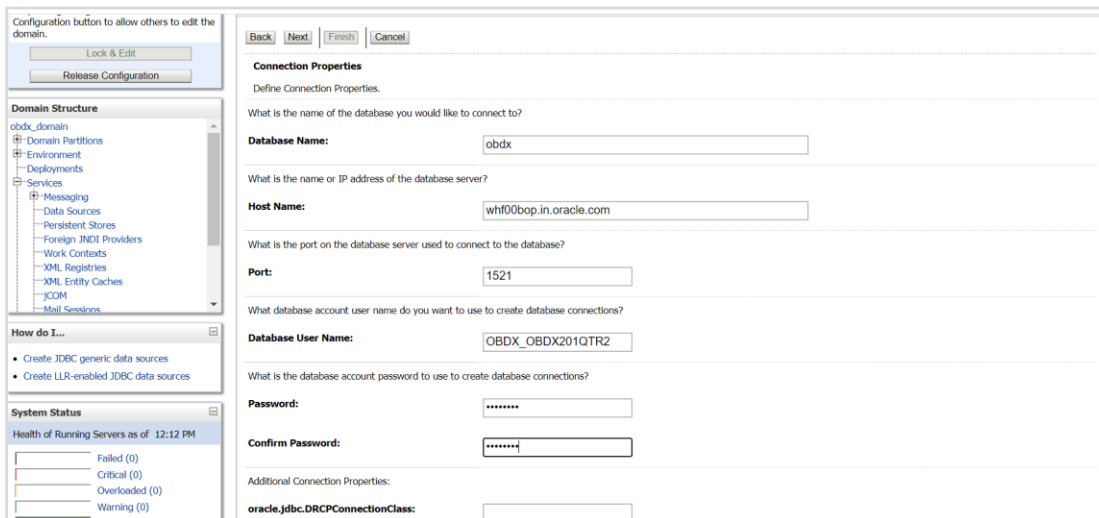 Configuration button to allow others to edit the
domain.
Lock & Edit
Release Configuration
Domain Structure
obdx_domain
Domain Partitions
Environment
Deployments
Services
Messaging
Data Sources
Persistent Stores
Foreign JNDI Providers
Work Contexts
XML Registries
XML Entity Caches
jCOM
Mail Sessions
How do I...
Create JDBC generic data sources
Create LLR-enabled JDBC data sources
System Status
Health of Running Servers as of 12:12 PM
Failed (0)
Critical (0)
Overloaded (0)
Warning (0)
Back Next Finish Cancel
Connection Properties
Define Connection Properties.
What is the name of the database you would like to connect to?
Database Name: obdx
What is the name or IP address of the database server?
Host Name: whf00bop.in.oracle.com
What is the port on the database server used to connect to the database?
Port: 1521
What database account user name do you want to use to create database connections?
Database User Name: OBDX_OBDX201QTR2
What is the database account password to use to create database connections?
Password: ••••••••
Confirm Password: ••••••••
Additional Connection Properties:
oracle.jdbc.DRCPConnectionClass: